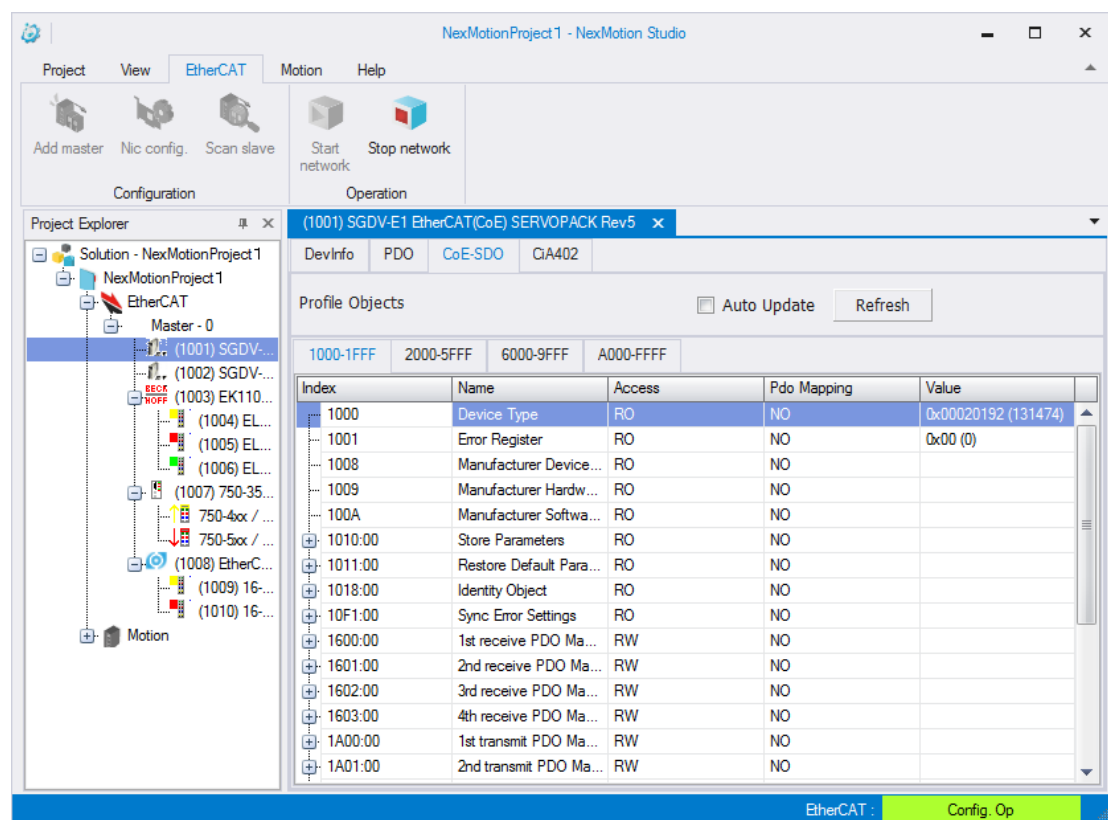 NexMotionProject1 - NexMotion Studio
Project View EtherCAT Motion Help
Add master Nic config. Scan slave Start network Stop network
Configuration Operation
Project Explorer
Solution - NexMotionProject1
NexMotionProject1
EtherCAT
Master - 0
(1001) SGDV-...
(1002) SGDV-...
BECK HOFF (1003) EK110...
(1004) EL...
(1005) EL...
(1006) EL...
(1007) 750-35...
750-4xx / ...
750-5xx / ...
(1008) EtherC...
(1009) 16-...
(1010) 16-...
Motion
(1001) SGDV-E1 EtherCAT(CoE) SERVOPACK Rev5
DevInfo PDO CoE-SDO CiA402
Profile Objects Auto Update Refresh
1000-1FFF 2000-5FFF 6000-9FFF A000-FFFF
Index Name Access Pdo Mapping Value
1000 Device Type RO NO 0x00020192 (131474)
1001 Error Register RO NO 0x00 (0)
1008 Manufacturer Device... RO NO
1009 Manufacturer Hardw... RO NO
100A Manufacturer Softwa... RO NO
1010:00 Store Parameters RO NO
1011:00 Restore Default Para... RO NO
1018:00 Identity Object RO NO
10F1:00 Sync Error Settings RO NO
1600:00 1st receive PDO Ma... RW NO
1601:00 2nd receive PDO Ma... RW NO
1602:00 3rd receive PDO Ma... RW NO
1603:00 4th receive PDO Ma... RW NO
1A00:00 1st transmit PDO Ma... RW NO
1A01:00 2nd transmit PDO Ma... RW NO
EtherCAT : Config. Op